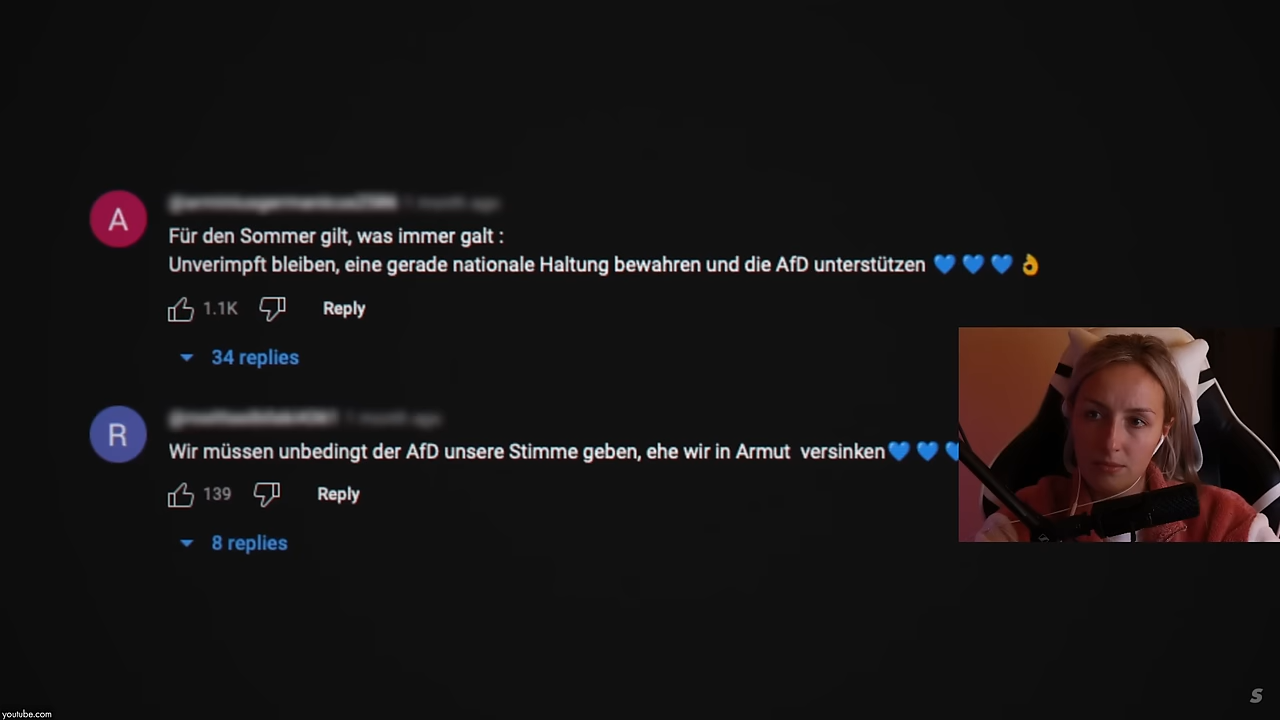 A
Für den Sommer gilt, was immer galt :
Unverimpft bleiben, eine gerade nationale Haltung bewahren und die AfD unterstützen 💙 💙 💙 👌
1.1K Reply
34 replies
R
Wir müssen unbedingt der AfD unsere Stimme geben, ehe wir in Armut versinken 💙 💙 💙
139 Reply
8 replies
S
youtube.com